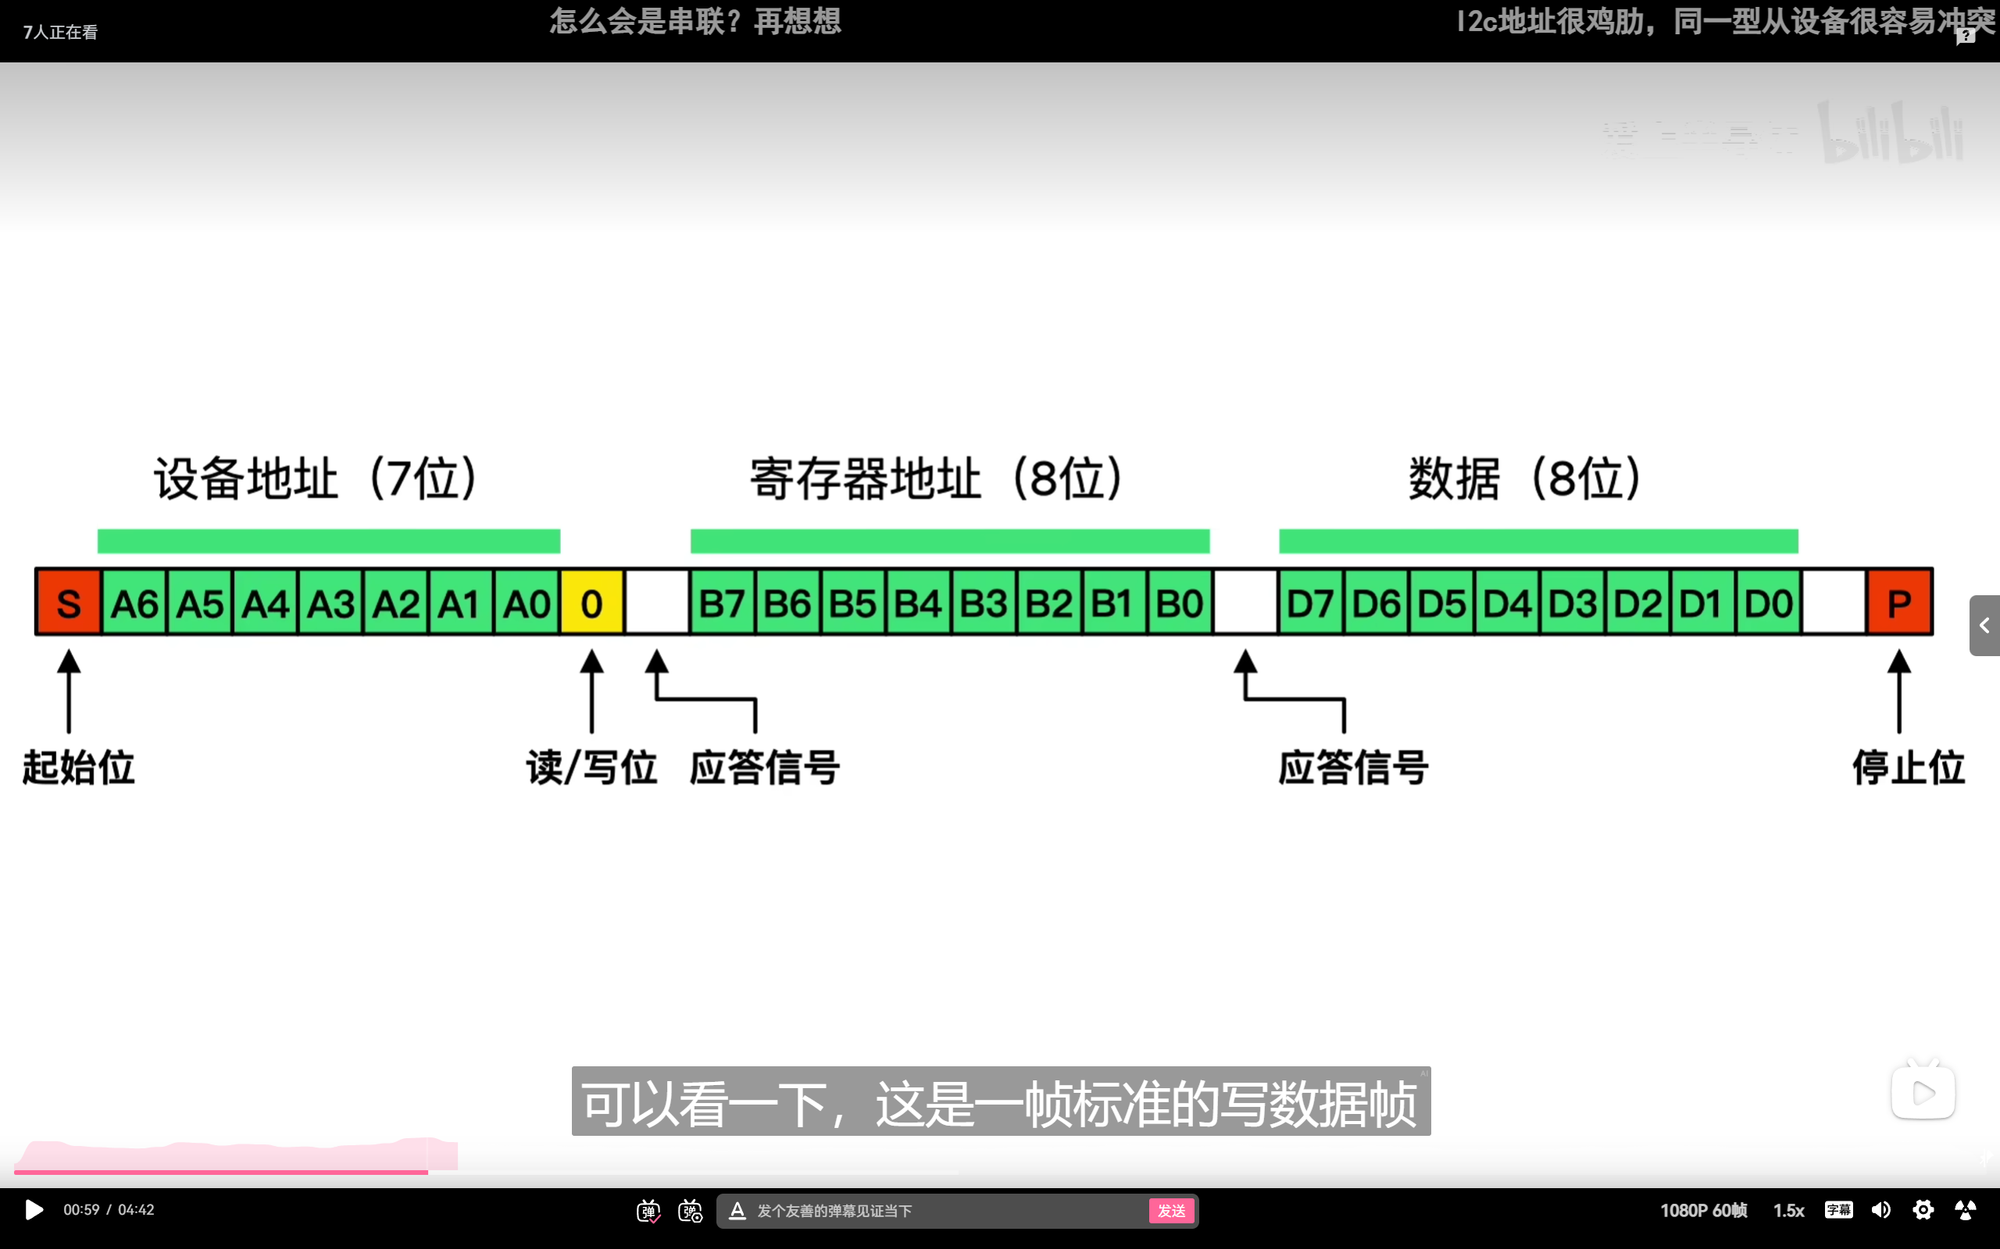 7人正在看
怎么会是串联？再想想
I2c地址很鸡肋，同一型从设备很容易冲突
bilibili
设备地址（7位）
寄存器地址（8位）
数据（8位）
S A6 A5 A4 A3 A2 A1 A0 0 B7 B6 B5 B4 B3 B2 B1 B0 D7 D6 D5 D4 D3 D2 D1 D0 P
起始位
读/写位
应答信号
应答信号
停止位
AI
可以看一下，这是一帧标准的写数据帧
00:59 / 04:42
弹
弹
A 发个友善的弹幕见证当下
发送
1080P 60帧
1.5x
字幕